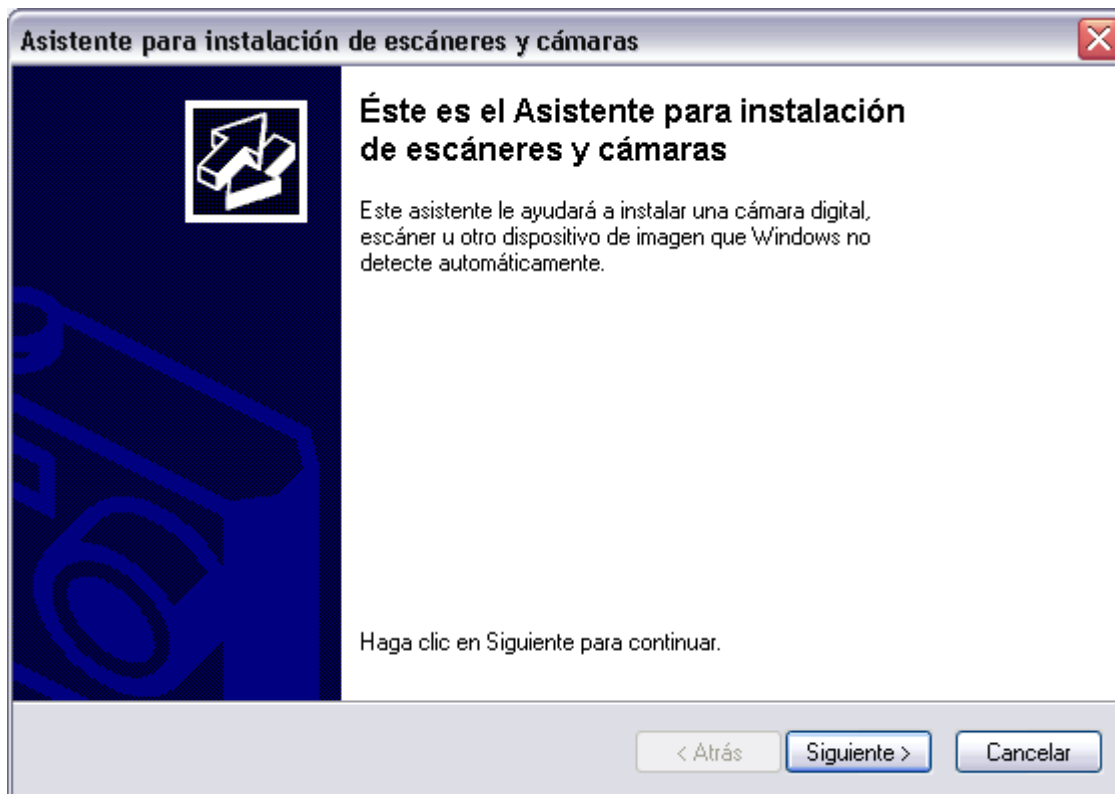 Asistente para instalación de escáneres y cámaras
Éste es el Asistente para instalación
de escáneres y cámaras
Este asistente le ayudará a instalar una cámara digital,
escáner u otro dispositivo de imagen que Windows no
detecte automáticamente.
Haga clic en Siguiente para continuar.
< Atrás
Siguiente >
Cancelar